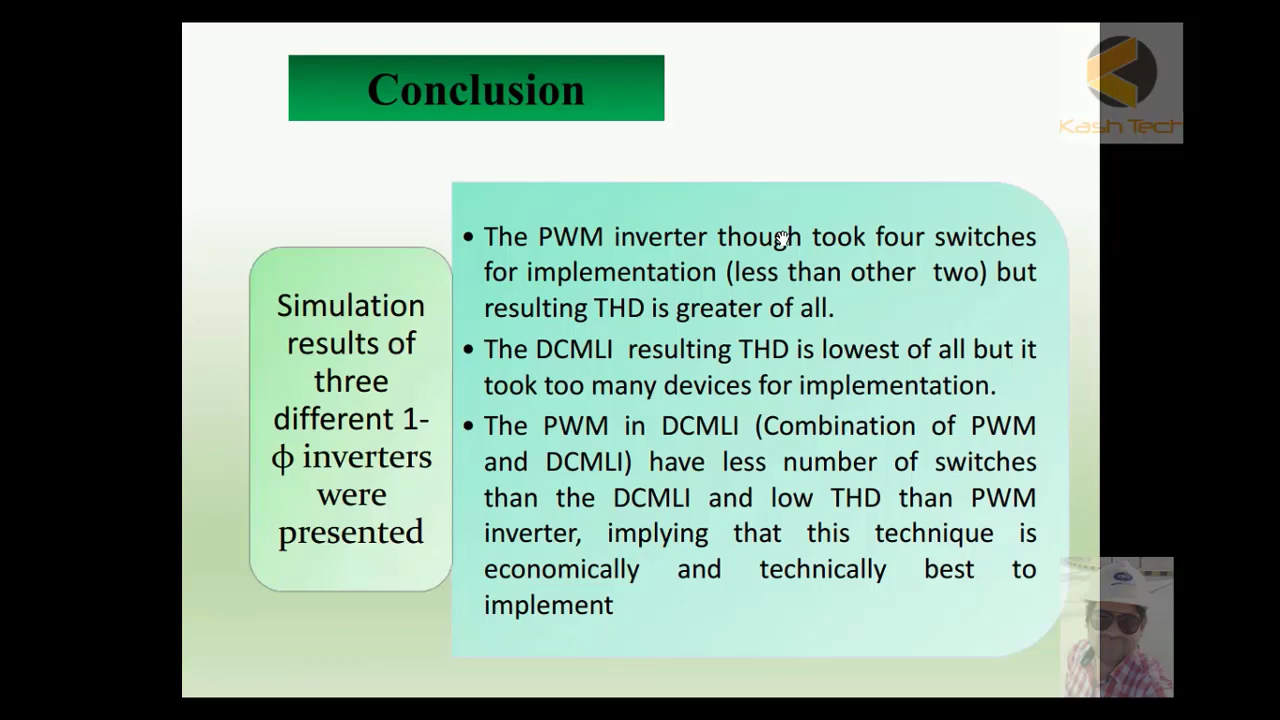 Conclusion
Kash Tech
Simulation
results of
three
different 1-
ф inverters
were
presented
• The PWM inverter though took four switches
for implementation (less than other two) but
resulting THD is greater of all.
• The DCMLI resulting THD is lowest of all but it
took too many devices for implementation.
• The PWM in DCMLI (Combination of PWM
and DCMLI) have less number of switches
than the DCMLI and low THD than PWM
inverter, implying that this technique is
economically and technically best to
implement